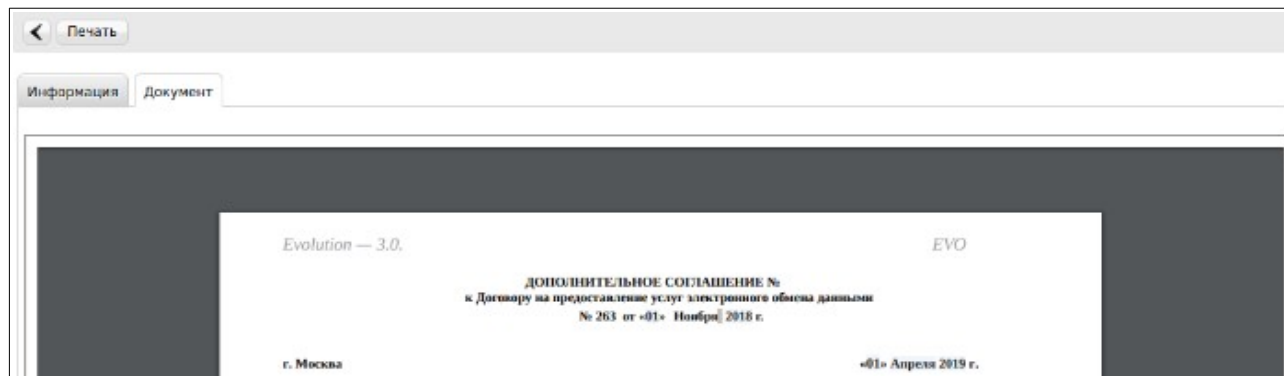 Печать
Информация Документ
Evolution — 3.0. EVO
ДОПОЛНИТЕЛЬНОЕ СОГЛАШЕНИЕ №
к Договору на предоставление услуг электронного обмена данными
№ 263 от «01» Ноября 2018 г.
г. Москва «01» Апреля 2019 г.